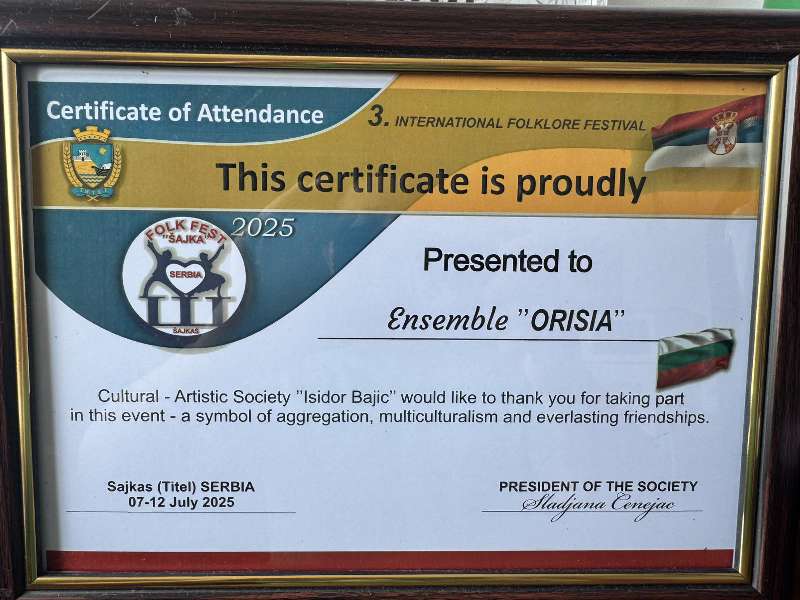 Certificate of Attendance
3. INTERNATIONAL FOLKLORE FESTIVAL
This certificate is proudly
2025
FOLK FEST
"ŠAJKA"
SERBIA
III
ŠAJKAŠ
Presented to
Ensemble "ORISIA"
Cultural - Artistic Society "Isidor Bajic" would like to thank you for taking part
in this event - a symbol of aggregation, multiculturalism and everlasting friendships.
Sajkas (Titel) SERBIA
07-12 July 2025
PRESIDENT OF THE SOCIETY
Sladjana Cenejac